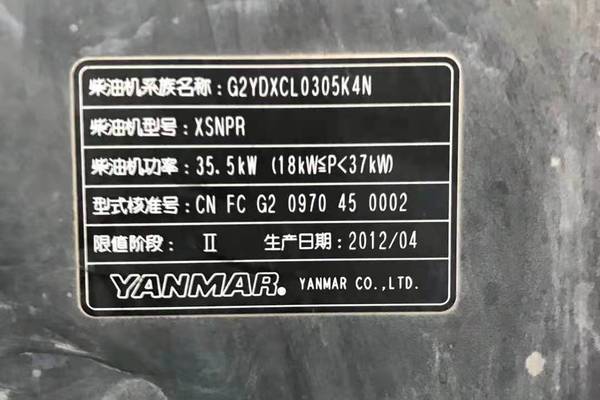 柴油机系族名称:G2YDXCL0305K4N
柴油机型号:XSNPR
柴油机功率:35.5kW (18kW≦P<37kW)
型式核准号:CN FC G2 0970 45 0002
限值阶段: Ⅱ 生产日期:2012/04
YANMAR. YANMAR CO.,LTD.